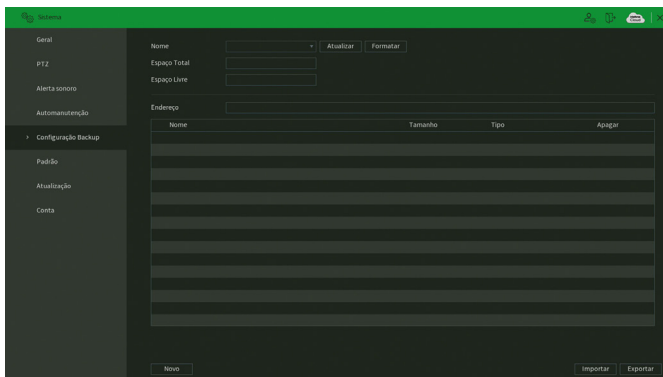 Sistema
Geral
PTZ
Alerta sonoro
Automanutenção
Configuração Backup
Padrão
Atualização
Conta
Nome Atualizar Formatar
Espaço Total
Espaço Livre
Endereço
Nome Tamanho Tipo Apagar
Novo Importar Exportar